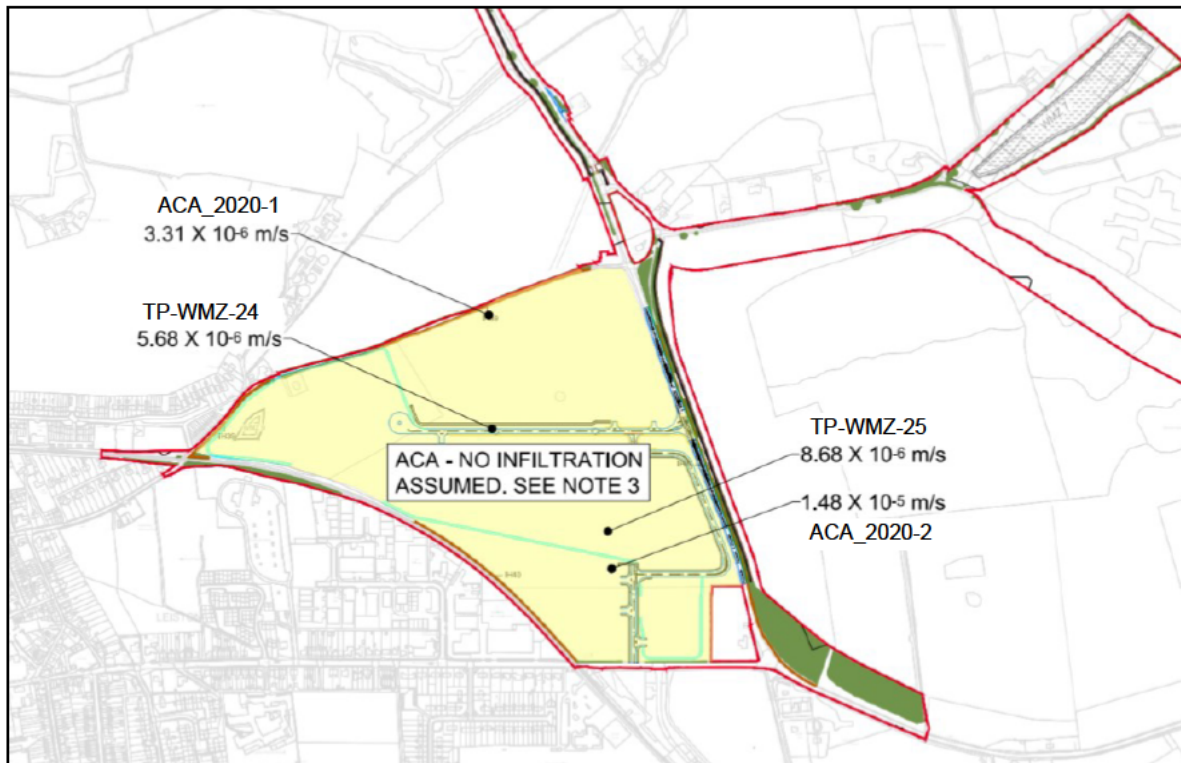 ACA_2020-1
3.31 X 10-6 m/s
TP-WMZ-24
5.68 X 10-6 m/s
ACA - NO INFILTRATION
ASSUMED. SEE NOTE 3
TP-WMZ-25
8.68 X 10-6 m/s
1.48 X 10-5 m/s
ACA_2020-2